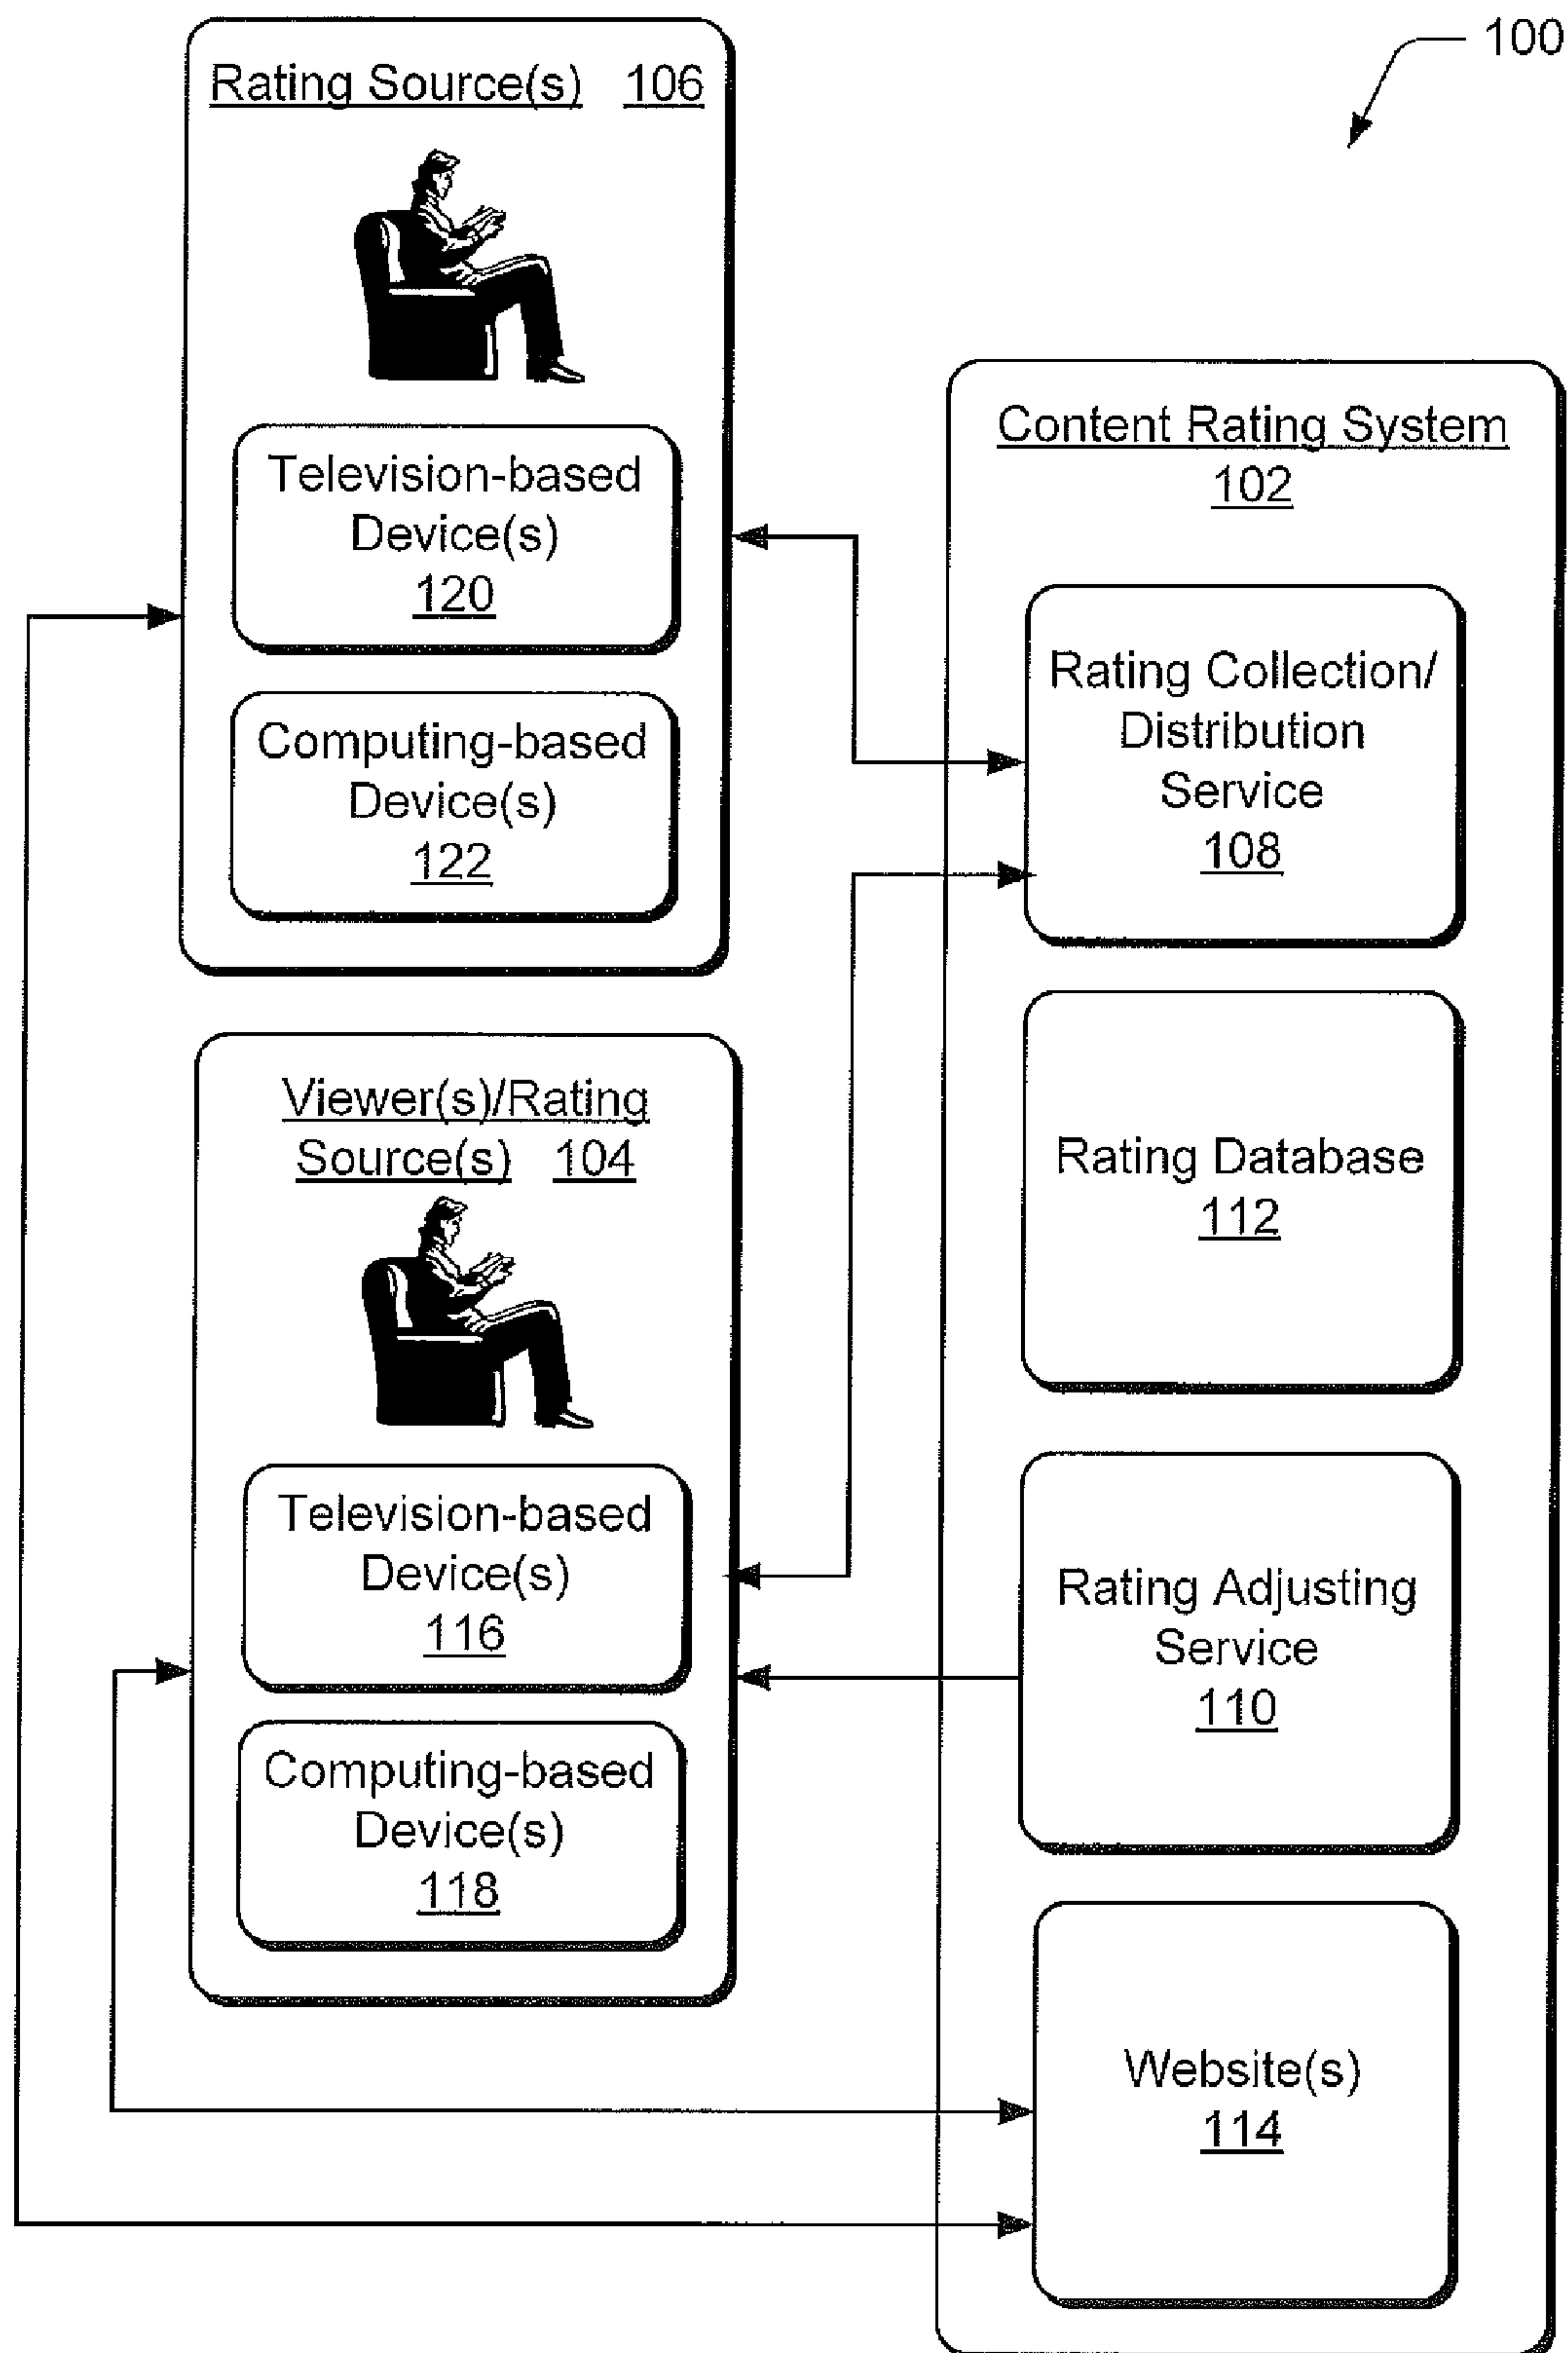 100
Rating Source(s) 106
Television-based
Device(s)
120
Computing-based
Device(s)
122
Viewer(s)/Rating
Source(s) 104
Television-based
Device(s)
116
Computing-based
Device(s)
118
Content Rating System
102
Rating Collection/
Distribution
Service
108
Rating Database
112
Rating Adjusting
Service
110
Website(s)
114